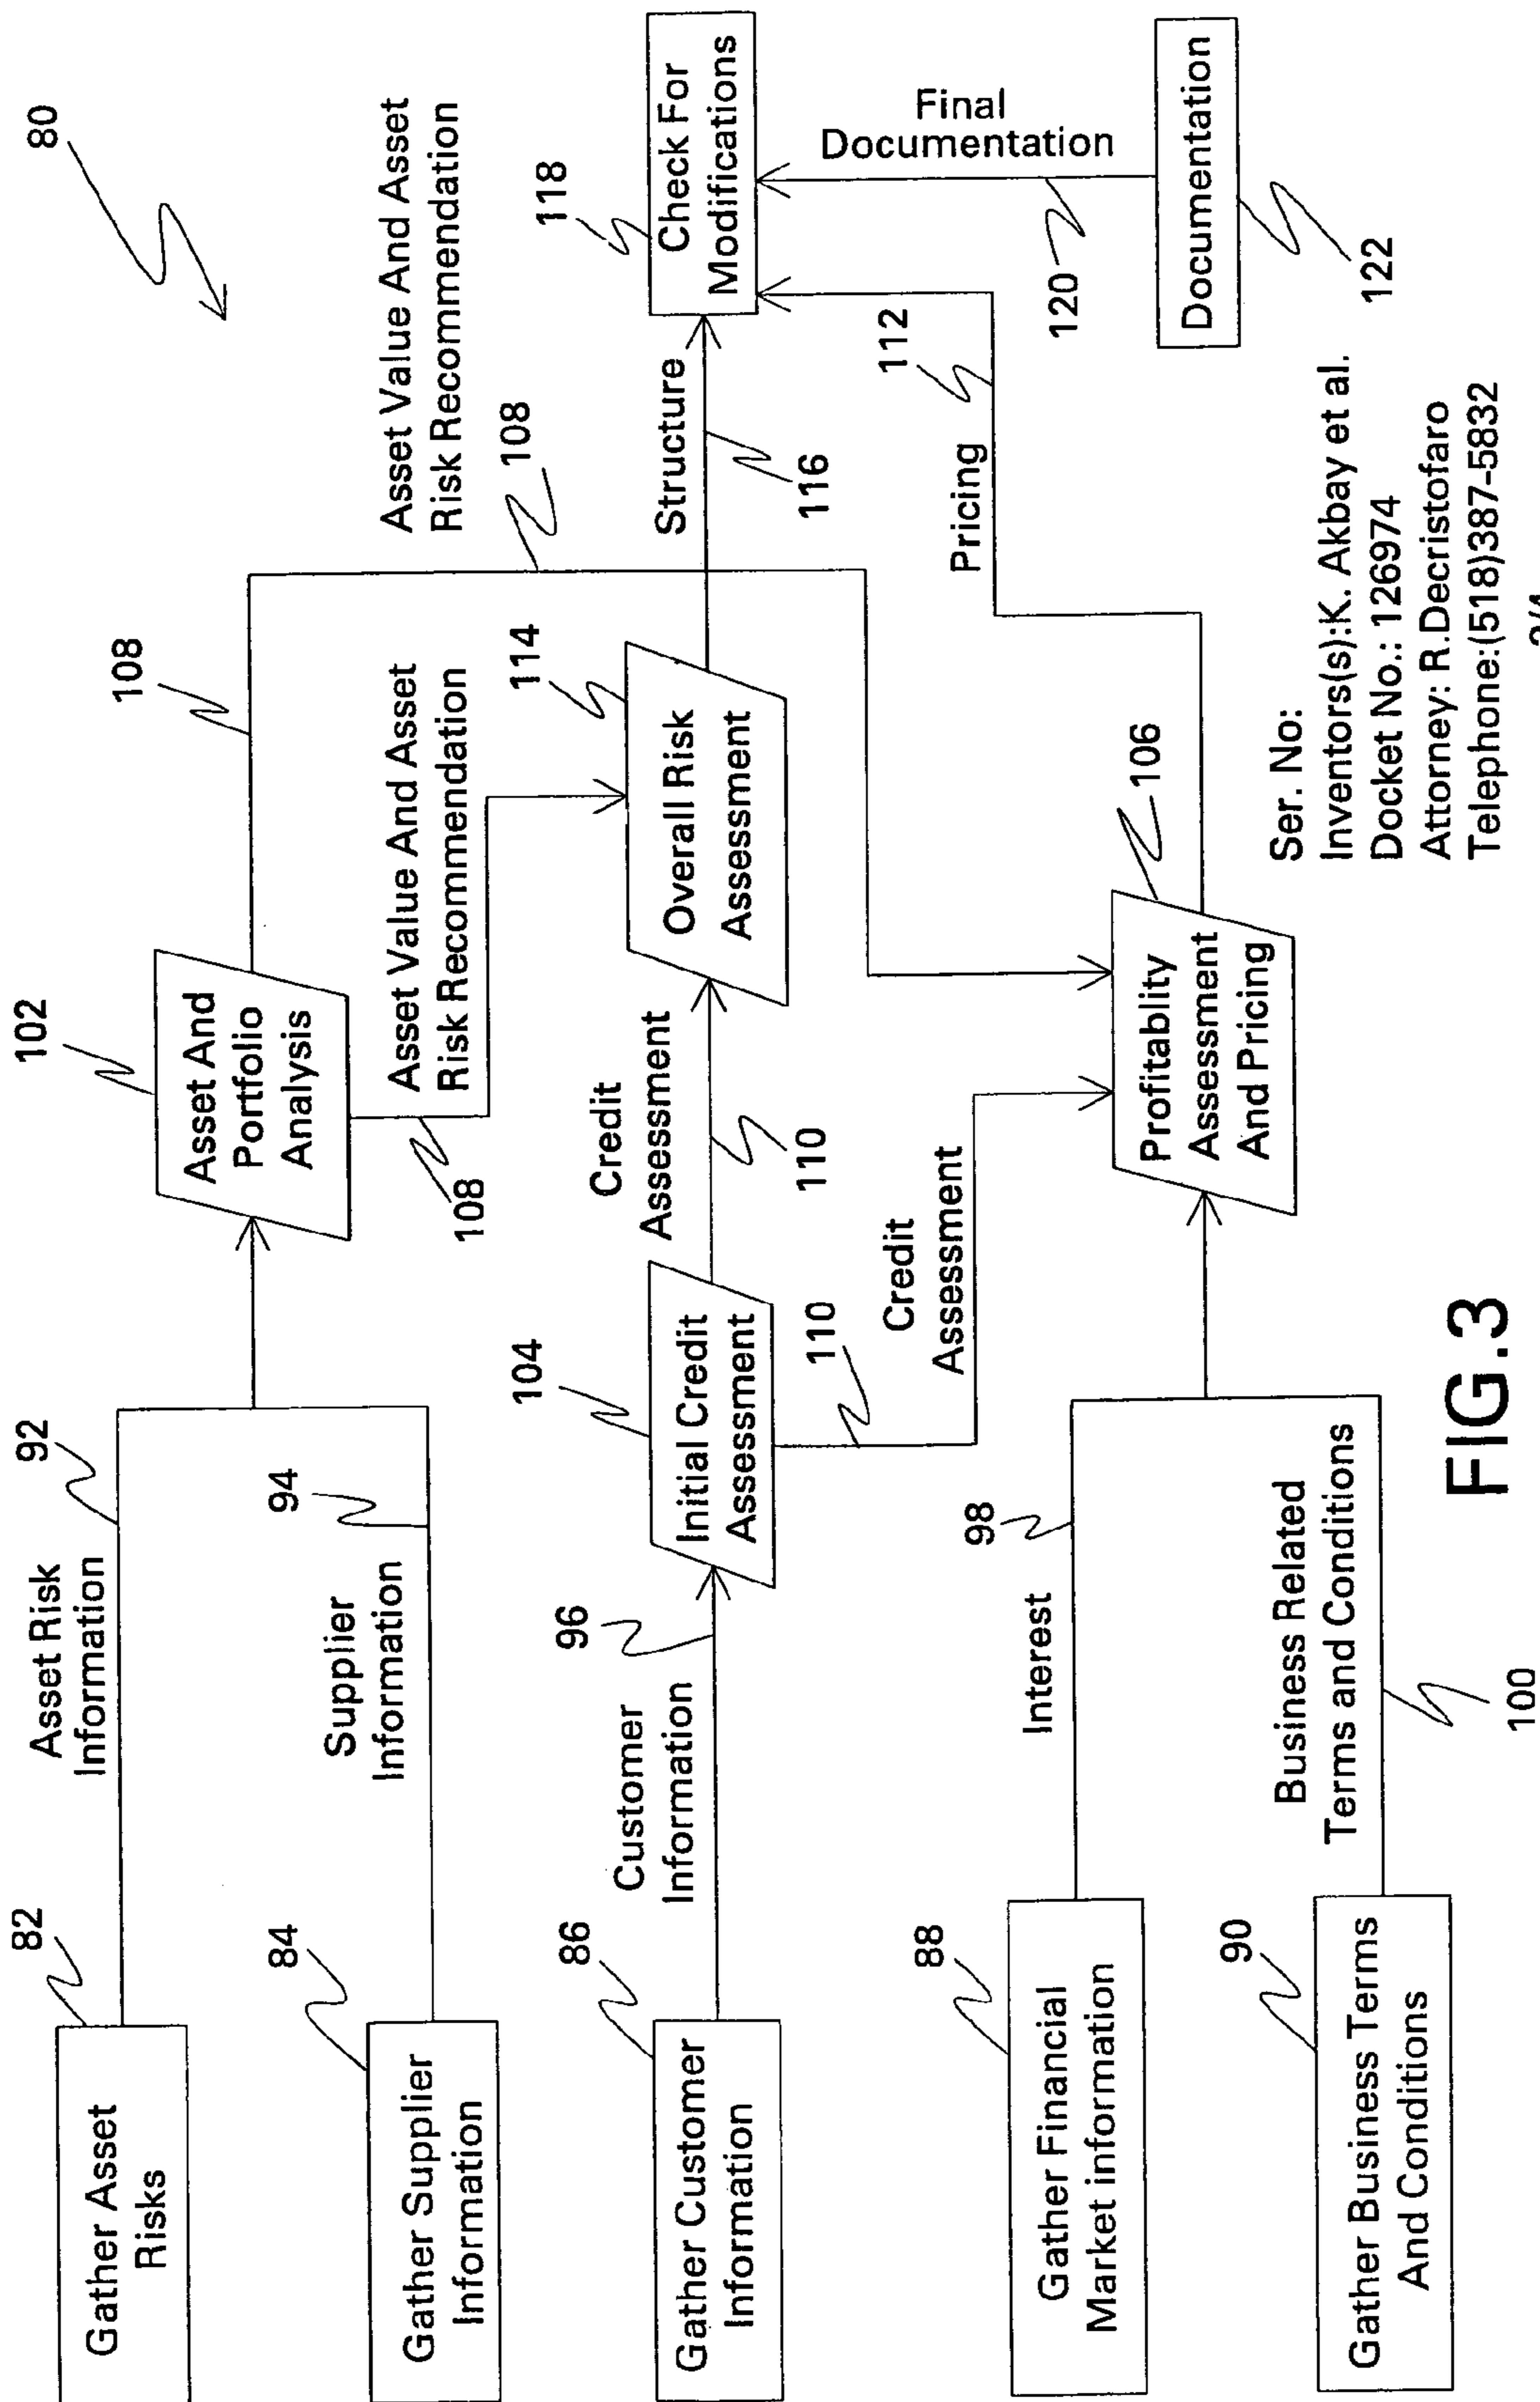 80
82
Gather Asset
Risks
Asset Risk
Information
92
84
Gather Supplier
Information
Supplier
Information
94
102
Asset And
Portfolio
Analysis
108
108
Asset Value And Asset
Risk Recommendation
Asset Value And Asset
Risk Recommendation
108
86
Gather Customer
Information
Customer
Information
96
104
Initial Credit
Assessment
Credit
Assessment
110
114
Overall Risk
Assessment
Structure
116
118
Check For
Modifications
110
Credit
Assessment
88
Gather Financial
Market information
Interest
98
90
Gather Business Terms
And Conditions
Business Related
Terms and Conditions
100
Profitablity
Assessment
And Pricing
106
Pricing
112
Final
Documentation
120
Documentation
122
FIG.3
Ser. No:
Inventors(s):K. Akbay et al.
Docket No.: 126974
Attorney: R.Decristofaro
Telephone:(518)387-5832